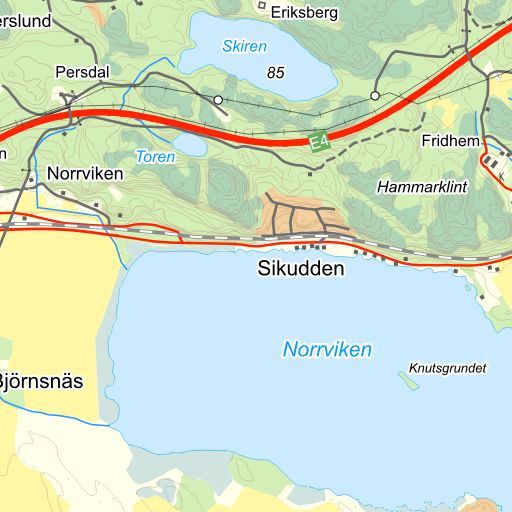 erslund
Eriksberg
Skiren
85
Persdal
E4
Fridhem
n
Toren
Norrviken
Hammarklint
K
Sikudden
Norrviken
Knutsgrundet
Björnsnäs